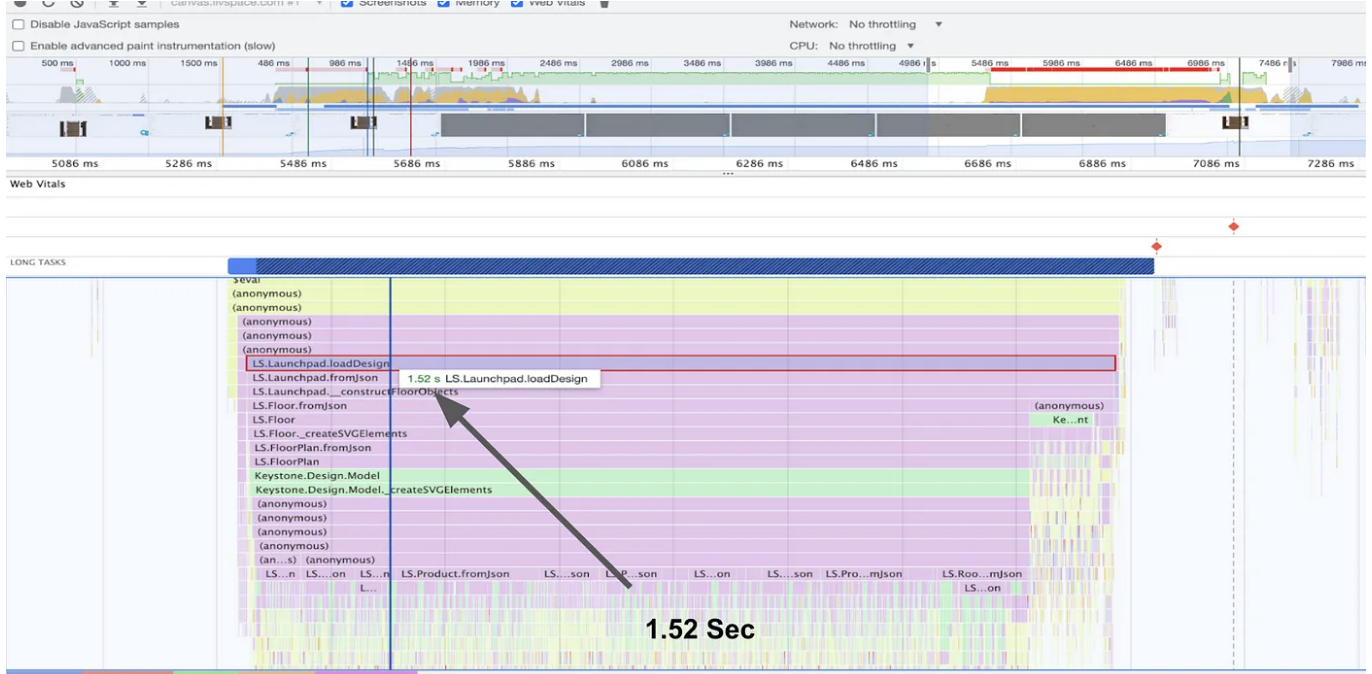 canvas.livspace.com #1 Screenshots Memory Web Vitals
Disable JavaScript samples Network: No throttling
Enable advanced paint instrumentation (slow) CPU: No throttling
500 ms 1000 ms 1500 ms 486 ms 986 ms 1486 ms 1986 ms 2486 ms 2986 ms 3486 ms 3986 ms 4486 ms 4986 5486 ms 5986 ms 6486 ms 6986 ms 7486 7986 ms
5086 ms 5286 ms 5486 ms 5686 ms 5886 ms 6086 ms 6286 ms 6486 ms 6686 ms 6886 ms 7086 ms 7286 ms
...
Web Vitals
LONG TASKS
$eval
(anonymous)
(anonymous)
(anonymous)
(anonymous)
(anonymous)
LS.Launchpad.loadDesign
LS.Launchpad.fromJson 1.52 s LS.Launchpad.loadDesign
LS.Launchpad.__constructFloorObjects
LS.Floor.fromJson (anonymous)
LS.Floor Ke...nt
LS.Floor._createSVGElements
LS.FloorPlan.fromJson
LS.FloorPlan
Keystone.Design.Model
Keystone.Design.Model._createSVGElements
(anonymous)
(anonymous)
(anonymous)
(anonymous)
(an...s) (anonymous)
LS...n LS....on LS...n LS.Product.fromJson LS....son LS.P...son LS...on LS....son LS.Pro...mJson LS.Roo...mJson
L... LS...on
1.52 Sec